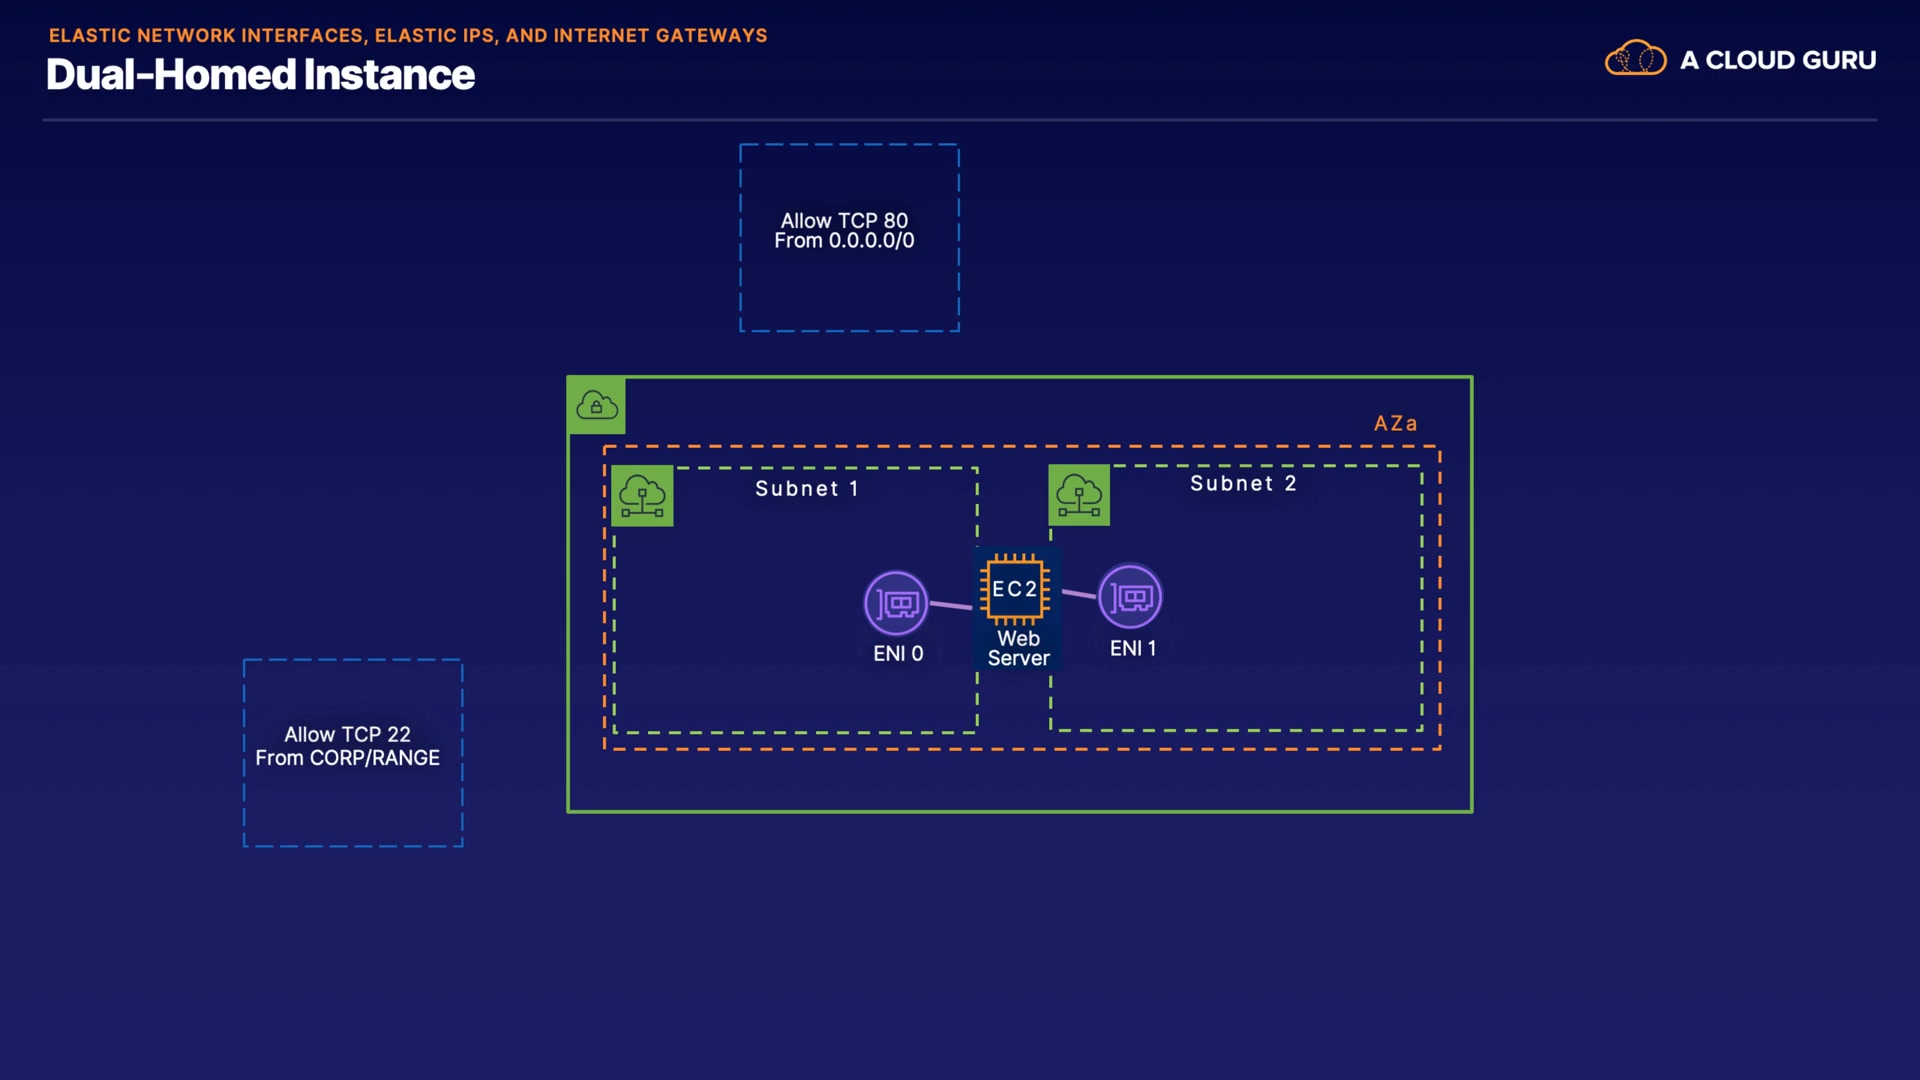 ELASTIC NETWORK INTERFACES, ELASTIC IPS, AND INTERNET GATEWAYS
Dual-Homed Instance
A CLOUD GURU
Allow TCP 80
From 0.0.0.0/0
AZa
Subnet 1
Subnet 2
EC2
Web
Server
ENI 0
ENI 1
Allow TCP 22
From CORP/RANGE